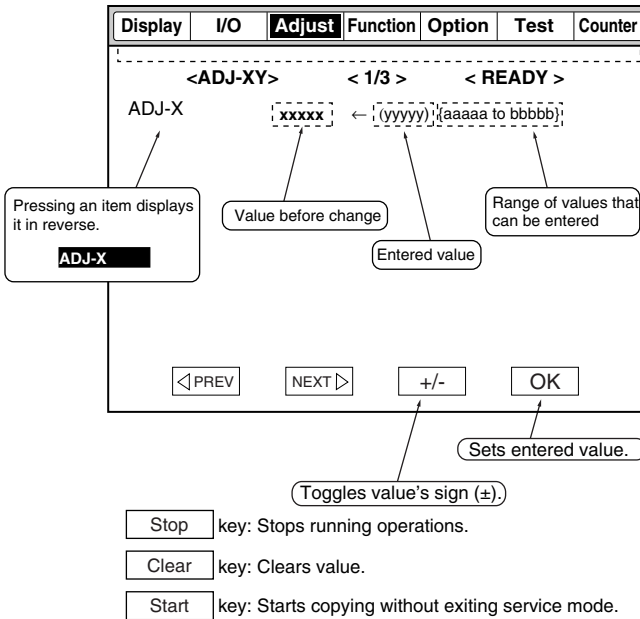 Display I/O Adjust Function Option Test Counter
<ADJ-XY> < 1/3 > < READY >
ADJ-X xxxxx ← (yyyyy) {aaaaa to bbbbb}
Pressing an item displays
it in reverse.
ADJ-X
Value before change
Entered value
Range of values that
can be entered
PREV NEXT +/- OK
Sets entered value.
Toggles value's sign (±).
Stop key: Stops running operations.
Clear key: Clears value.
Start key: Starts copying without exiting service mode.